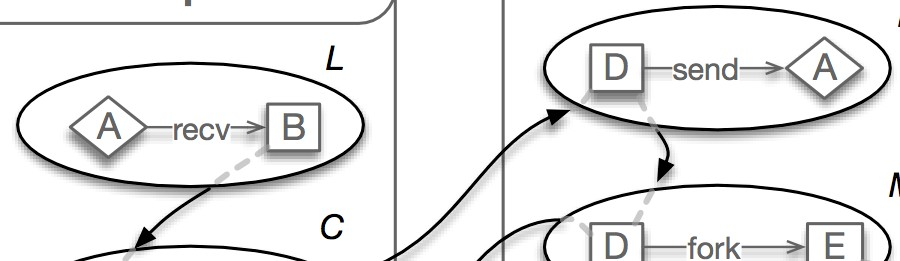 L
A recv B
C
D send A
D fork E